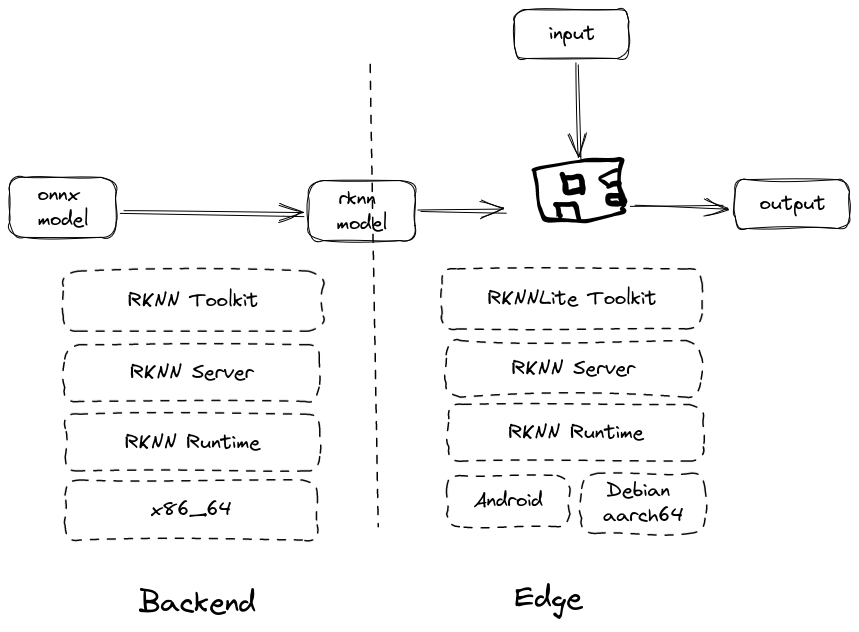 input
onnx
model
rknn
model
output
RKNN Toolkit
RKNN Server
RKNN Runtime
x86_64
RKNNLite Toolkit
RKNN Server
RKNN Runtime
Android
Debian
aarch64
Backend
Edge